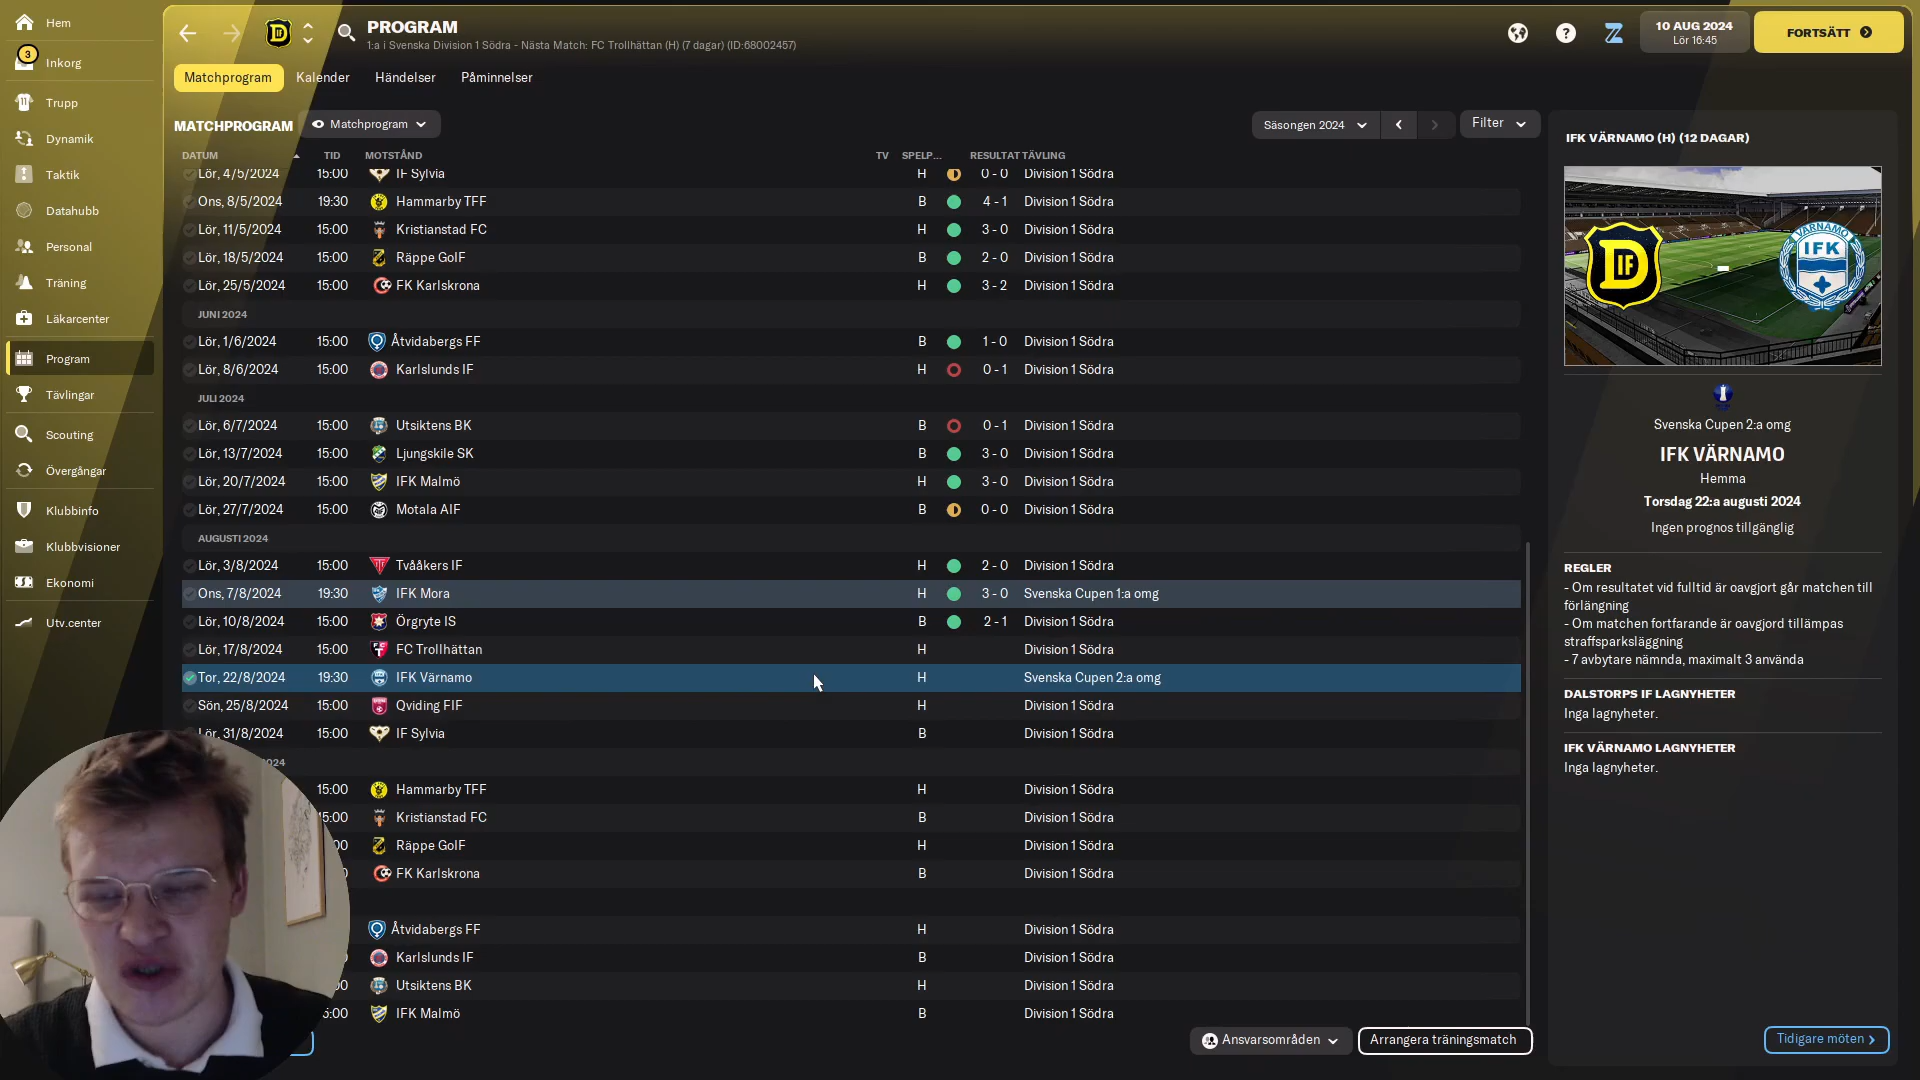 Hem
3
Inkorg
Trupp
Dynamik
Taktik
Datahubb
Personal
Träning
Läkarcenter
Program
Tävlingar
Scouting
Övergångar
Klubbinfo
Klubbvisioner
Ekonomi
Utv.center
PROGRAM
1:a i Svenska Division 1 Södra - Nästa Match: FC Trollhättan (H) (7 dagar) (ID:68002457)
10 AUG 2024
Lör 16:45
FORTSÄTT
Matchprogram Kalender Händelser Påminnelser
MATCHPROGRAM Matchprogram Säsongen 2024 Filter
DATUM TID MOTSTÅND TV SPELP... RESULTAT TÄVLING
Lör, 4/5/2024 15:00 IF Sylvia H 0 - 0 Division 1 Södra
Ons, 8/5/2024 19:30 Hammarby TFF B 4 - 1 Division 1 Södra
Lör, 11/5/2024 15:00 Kristianstad FC H 3 - 0 Division 1 Södra
Lör, 18/5/2024 15:00 Räppe GoIF B 2 - 0 Division 1 Södra
Lör, 25/5/2024 15:00 FK Karlskrona H 3 - 2 Division 1 Södra
JUNI 2024
Lör, 1/6/2024 15:00 Åtvidabergs FF B 1 - 0 Division 1 Södra
Lör, 8/6/2024 15:00 Karlslunds IF H 0 - 1 Division 1 Södra
JULI 2024
Lör, 6/7/2024 15:00 Utsiktens BK B 0 - 1 Division 1 Södra
Lör, 13/7/2024 15:00 Ljungskile SK B 3 - 0 Division 1 Södra
Lör, 20/7/2024 15:00 IFK Malmö H 3 - 0 Division 1 Södra
Lör, 27/7/2024 15:00 Motala AIF B 0 - 0 Division 1 Södra
AUGUSTI 2024
Lör, 3/8/2024 15:00 Tvååkers IF H 2 - 0 Division 1 Södra
Ons, 7/8/2024 19:30 IFK Mora H 3 - 0 Svenska Cupen 1:a omg
Lör, 10/8/2024 15:00 Örgryte IS B 2 - 1 Division 1 Södra
Lör, 17/8/2024 15:00 FC Trollhättan H Division 1 Södra
Tor, 22/8/2024 19:30 IFK Värnamo H Svenska Cupen 2:a omg
Sön, 25/8/2024 15:00 Qviding FIF H Division 1 Södra
Lör, 31/8/2024 15:00 IF Sylvia B Division 1 Södra
2024
15:00 Hammarby TFF H Division 1 Södra
15:00 Kristianstad FC B Division 1 Södra
:00 Räppe GoIF H Division 1 Södra
FK Karlskrona B Division 1 Södra
Åtvidabergs FF H Division 1 Södra
Karlslunds IF B Division 1 Södra
Utsiktens BK H Division 1 Södra
5:00 IFK Malmö B Division 1 Södra
Ansvarsområden Arrangera träningsmatch
IFK VÄRNAMO (H) (12 DAGAR)
Svenska Cupen 2:a omg
IFK VÄRNAMO
Hemma
Torsdag 22:a augusti 2024
Ingen prognos tillgänglig
REGLER
- Om resultatet vid fulltid är oavgjort går matchen till
förlängning
- Om matchen fortfarande är oavgjord tillämpas
straffsparksläggning
- 7 avbytare nämnda, maximalt 3 använda
DALSTORPS IF LAGNYHETER
Inga lagnyheter.
IFK VÄRNAMO LAGNYHETER
Inga lagnyheter.
Tidigare möten